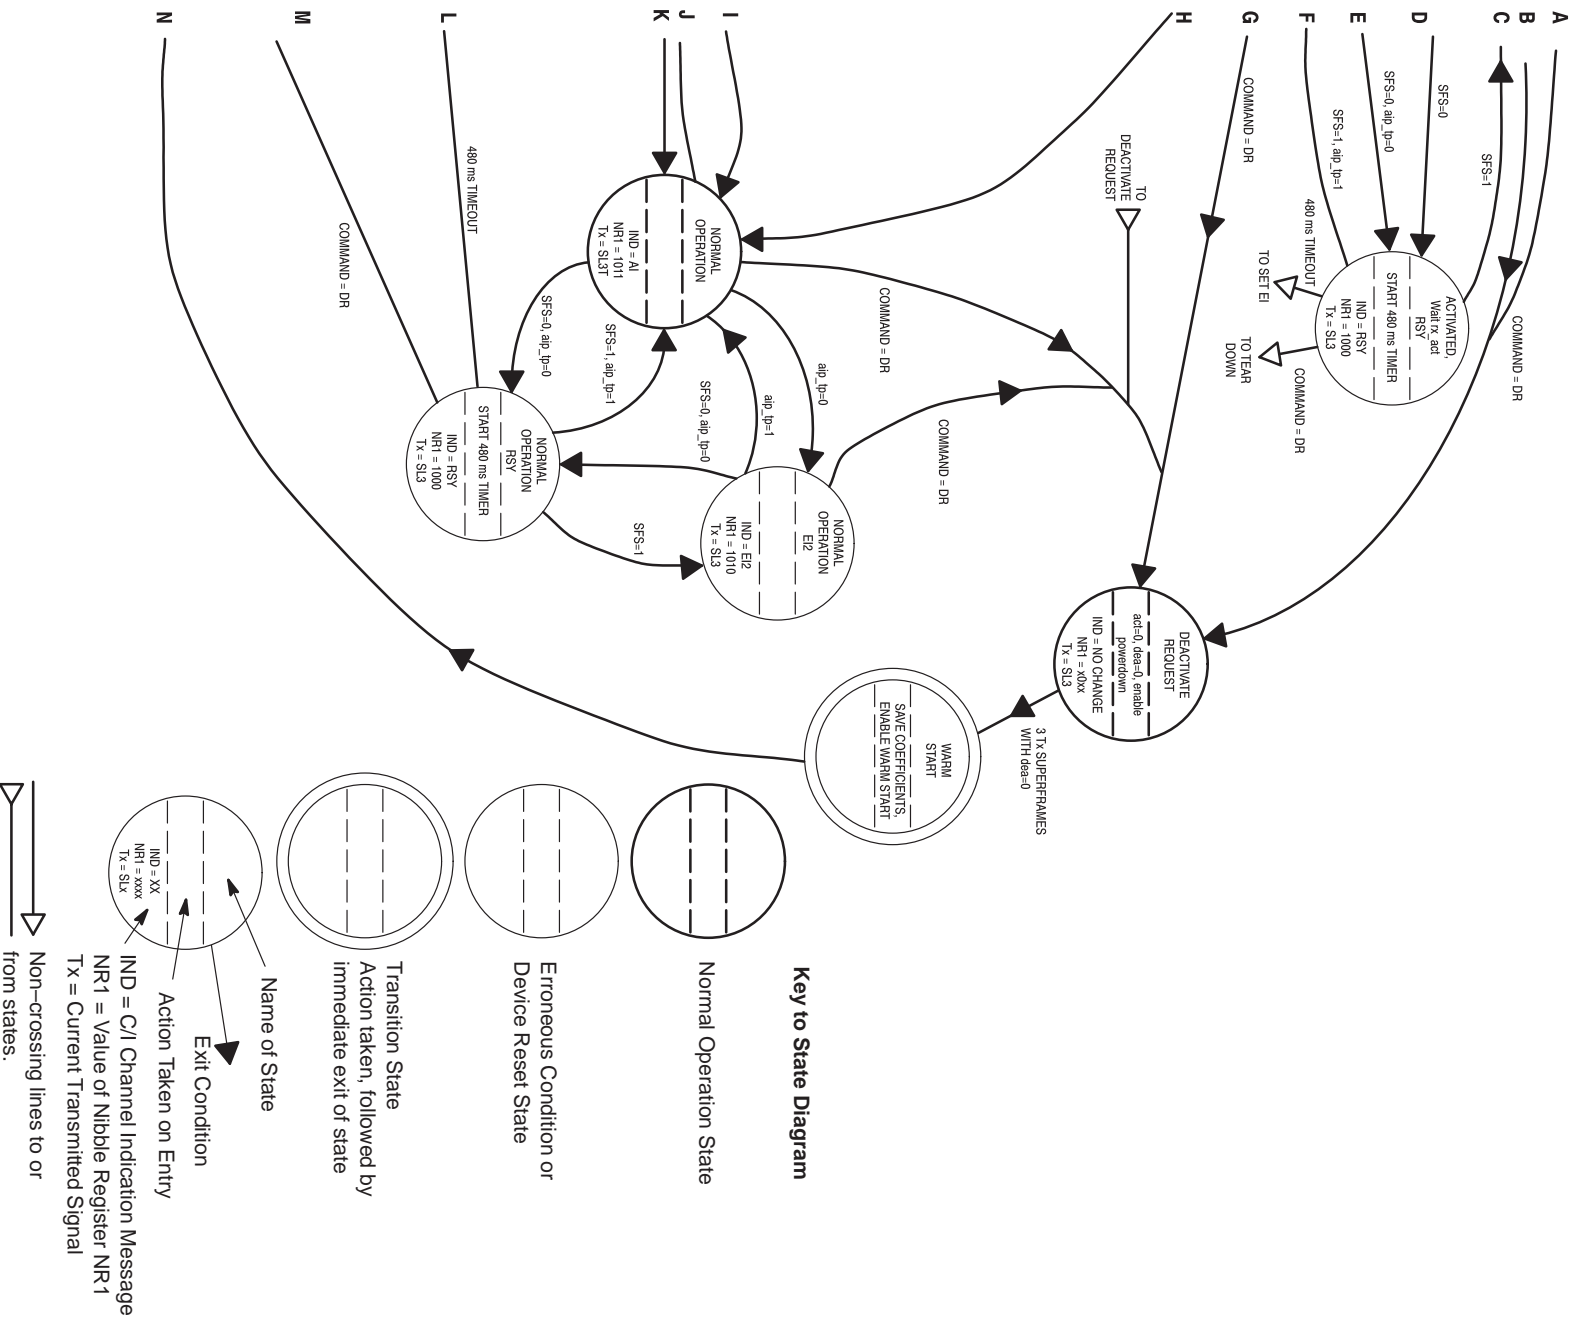 A
B
C
D
E
F
G
H
I
J
K
L
M
N
COMMAND = DR
SFS=1
SFS=0
SFS=0, aip_tp=0
SFS=1, aip_tp=1
480 ms TIMEOUT
TO SET EI
COMMAND = DR
TO TEAR
DOWN
ACTIVATED,
Wait rx_act
RSY
START 480 ms TIMER
IND = RSY
NR1 = 1000
Tx = SL3
COMMAND = DR
TO
DEACTIVATE
REQUEST
NORMAL
OPERATION
IND = AI
NR1 = 1011
Tx = SL3T
COMMAND = DR
aip_tp=0
aip_tp=1
SFS=0, aip_tp=0
SFS=1, aip_tp=1
SFS=0, aip_tp=0
480 ms TIMEOUT
COMMAND = DR
COMMAND = DR
NORMAL
OPERATION
RSY
START 480 ms TIMER
IND = RSY
NR1 = 1000
Tx = SL3
SFS=1
NORMAL
OPERATION
EI2
IND = EI2
NR1 = 1010
Tx = SL3
DEACTIVATE
REQUEST
act=0, dea=0, enable
powerdown
IND = NO CHANGE
NR1 = x0xx
Tx = SL3
3 Tx SUPERFRAMES
WITH dea=0
WARM
START
SAVE COEFFICIENTS,
ENABLE WARM START
Key to State Diagram
Normal Operation State
Erroneous Condition or
Device Reset State
Transition State
Action taken, followed by
immediate exit of state
IND = XX
NR1 = xxxx
Tx = SLx
Name of State
Exit Condition
Action Taken on Entry
IND = C/I Channel Indication Message
NR1 = Value of Nibble Register NR1
Tx = Current Transmitted Signal
Non–crossing lines to or
from states.